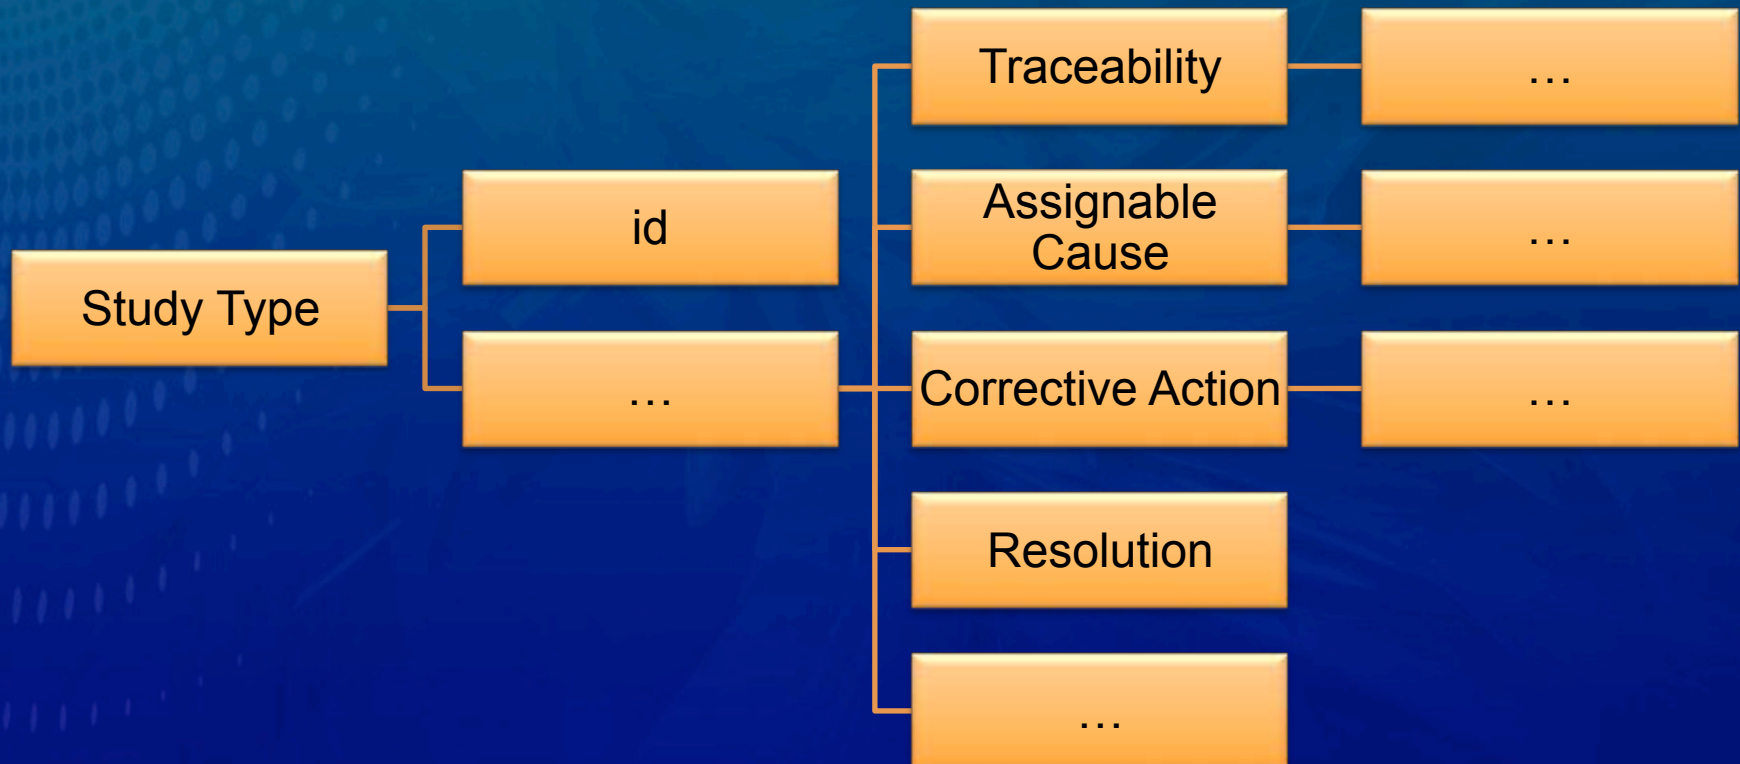 Study Type
id
…
Traceability
…
Assignable
Cause
…
Corrective Action
…
Resolution
…